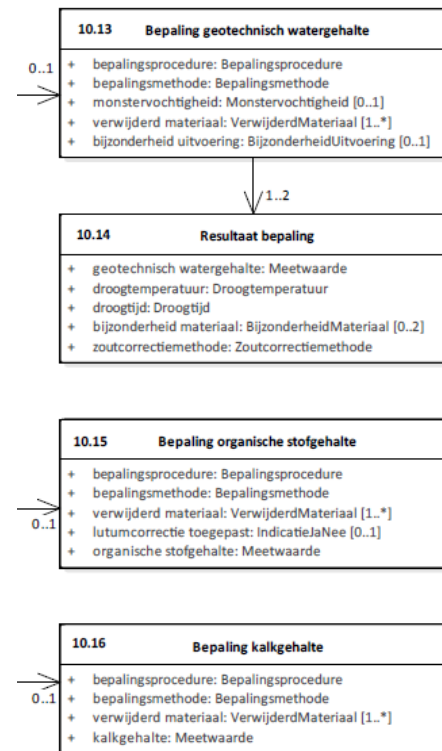 10.13 Bepaling geotechnisch watergehalte
0..1
+ bepalingsprocedure: Bepalingsprocedure
+ bepalingsmethode: Bepalingsmethode
+ monstervochtigheid: Monstervochtigheid [0..1]
+ verwijderd materiaal: VerwijderdMateriaal [1..*]
+ bijzonderheid uitvoering: BijzonderheidUitvoering [0..1]
1..2
10.14 Resultaat bepaling
+ geotechnisch watergehalte: Meetwaarde
+ droogtemperatuur: Droogtemperatuur
+ droogtijd: Droogtijd
+ bijzonderheid materiaal: BijzonderheidMateriaal [0..2]
+ zoutcorrectiemethode: Zoutcorrectiemethode
10.15 Bepaling organische stofgehalte
+ bepalingsprocedure: Bepalingsprocedure
+ bepalingsmethode: Bepalingsmethode
+ verwijderd materiaal: VerwijderdMateriaal [1..*]
0..1
+ lutumcorrectie toegepast: IndicatieJaNee [0..1]
+ organische stofgehalte: Meetwaarde
10.16 Bepaling kalkgehalte
+ bepalingsprocedure: Bepalingsprocedure
0..1
+ bepalingsmethode: Bepalingsmethode
+ verwijderd materiaal: VerwijderdMateriaal [1..*]
+ kalkgehalte: Meetwaarde